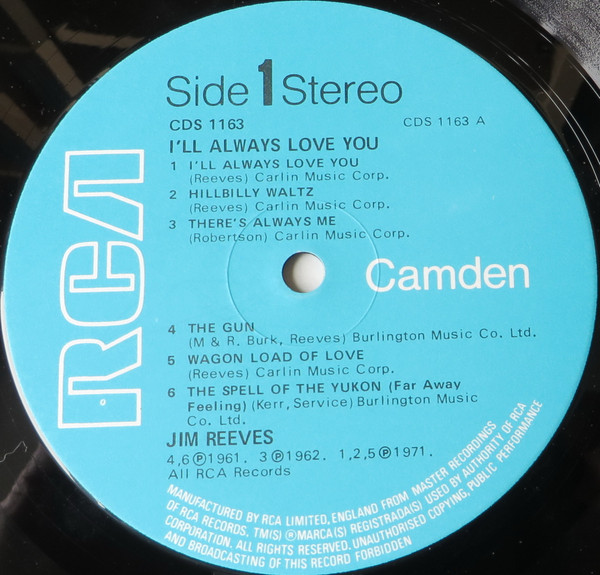 Side 1 Stereo
CDS 1163
CDS 1163 A
I'LL ALWAYS LOVE YOU
1 I'LL ALWAYS LOVE YOU
(Reeves) Carlin Music Corp.
2 HILLBILLY WALTZ
(Reeves) Carlin Music Corp.
3 THERE'S ALWAYS ME
(Robertson) Carlin Music Corp.
RCA
Camden
4 THE GUN
(M & R. Burk, Reeves) Burlington Music Co. Ltd.
5 WAGON LOAD OF LOVE
(Reeves) Carlin Music Corp.
6 THE SPELL OF THE YUKON (Far Away
Feeling) (Kerr, Service) Burlington Music
Co. Ltd.
JIM REEVES
4,6 ℗1961. 3 ℗1962. 1,2,5 ℗1971.
All RCA Records
MANUFACTURED BY RCA LIMITED, ENGLAND FROM MASTER RECORDINGS
OF RCA RECORDS, TM(S) ® MARCA(S) REGISTRADA(S) USED BY AUTHORITY OF RCA
CORPORATION. ALL RIGHTS RESERVED. UNAUTHORISED COPYING, PUBLIC PERFORMANCE
AND BROADCASTING OF THIS RECORD FORBIDDEN